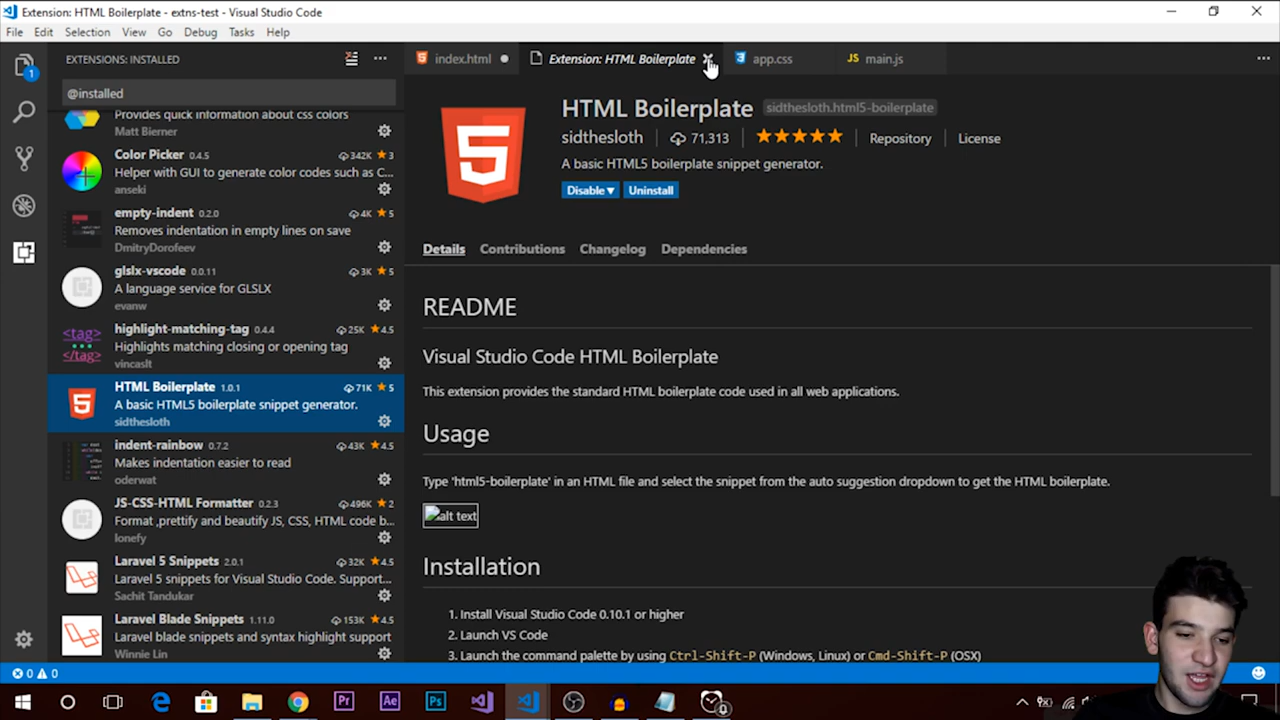 Extension: HTML Boilerplate - extns-test - Visual Studio Code
File Edit Selection View Go Debug Tasks Help
EXTENSIONS: INSTALLED
@installed
Provides quick information about css colors
Matt Bierner
Color Picker 0.4.5 342K 3
Helper with GUI to generate color codes such as C...
anseki
empty-indent 0.2.0 4K 5
Removes indentation in empty lines on save
DmitryDorofeev
glslx-vscode 0.0.11 3K 5
A language service for GLSLX
evanw
<tag>
</tag>
highlight-matching-tag 0.4.4 25K 4.5
Highlights matching closing or opening tag
vincaslt
HTML Boilerplate 1.0.1 71K 5
A basic HTML5 boilerplate snippet generator.
sidthesloth
indent-rainbow 0.7.2 43K 4.5
Makes indentation easier to read
oderwat
JS-CSS-HTML Formatter 0.2.3 496K 2
Format ,prettify and beautify JS, CSS, HTML code b...
lonefy
Laravel 5 Snippets 2.0.1 32K 4.5
Laravel 5 snippets for Visual Studio Code. Support...
Sachit Tandukar
Laravel Blade Snippets 1.11.0 153K 4.5
Laravel blade snippets and syntax highlight support
Winnie Lin
index.html Extension: HTML Boilerplate app.css JS main.js
HTML Boilerplate sidthesloth.html5-boilerplate
sidthesloth 71,313 Repository License
A basic HTML5 boilerplate snippet generator.
Disable Uninstall
Details Contributions Changelog Dependencies
README
Visual Studio Code HTML Boilerplate
This extension provides the standard HTML boilerplate code used in all web applications.
Usage
Type 'html5-boilerplate' in an HTML file and select the snippet from the auto suggestion dropdown to get the HTML boilerplate.
alt text
Installation
1. Install Visual Studio Code 0.10.1 or higher
2. Launch VS Code
3. Launch the command palette by using Ctrl-Shift-P (Windows, Linux) or Cmd-Shift-P (OSX)
0 0
Pr Ae Ps